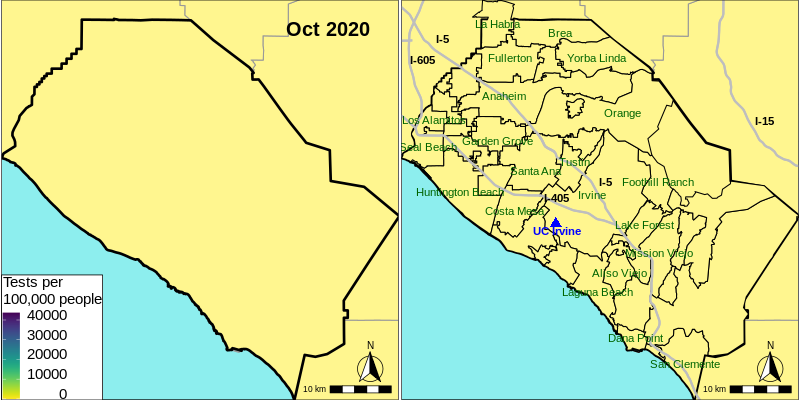 Oct 2020
Tests per
100,000 people
40000
30000
20000
10000
0
N
10 km
La Habra
Brea
I-5
I-605
Fullerton
Yorba Linda
Anaheim
Orange
I-15
Los Alamitos
Garden Grove
Seal Beach
Tustin
Santa Ana
I-5
Foothill Ranch
Huntington Beach
I-405
Irvine
Costa Mesa
Lake Forest
UC Irvine
Mission Viejo
Aliso Viejo
Laguna Beach
Dana Point
San Clemente
N
10 km